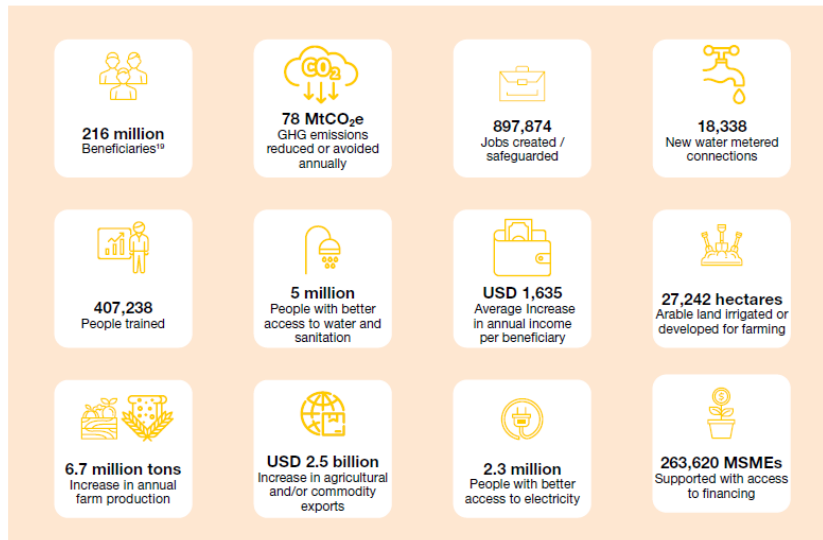 216 million
Beneficiaries¹⁹
CO₂
78 MtCO₂e
GHG emissions
reduced or avoided
annually
897,874
Jobs created /
safeguarded
18,338
New water metered
connections
407,238
People trained
5 million
People with better
access to water and
sanitation
USD 1,635
Average Increase
in annual income
per beneficiary
27,242 hectares
Arable land irrigated or
developed for farming
6.7 million tons
Increase in annual
farm production
USD 2.5 billion
Increase in agricultural
and/or commodity
exports
2.3 million
People with better
access to electricity
$
263,620 MSMEs
Supported with access
to financing